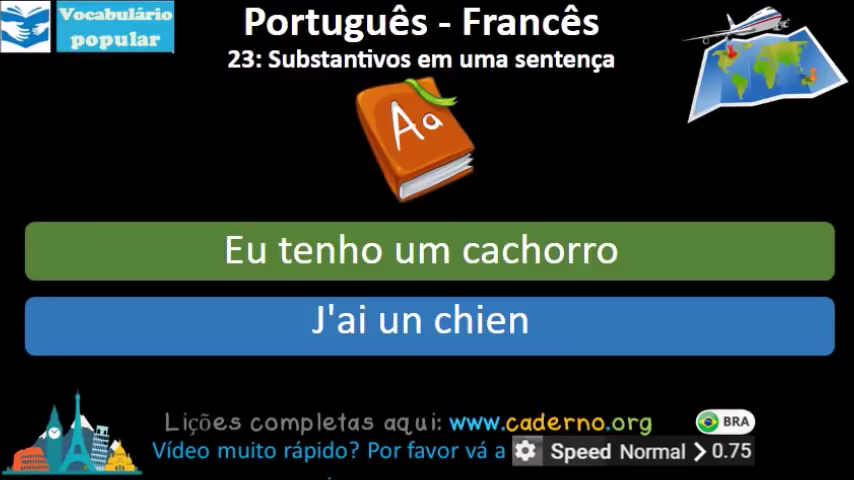 Vocabulário
popular
Português - Francês
23: Substantivos em uma sentença
Aa
Eu tenho um cachorro
J'ai un chien
Lições completas aqui: www.caderno.org
BRA
Vídeo muito rápido? Por favor vá a Speed Normal > 0.75